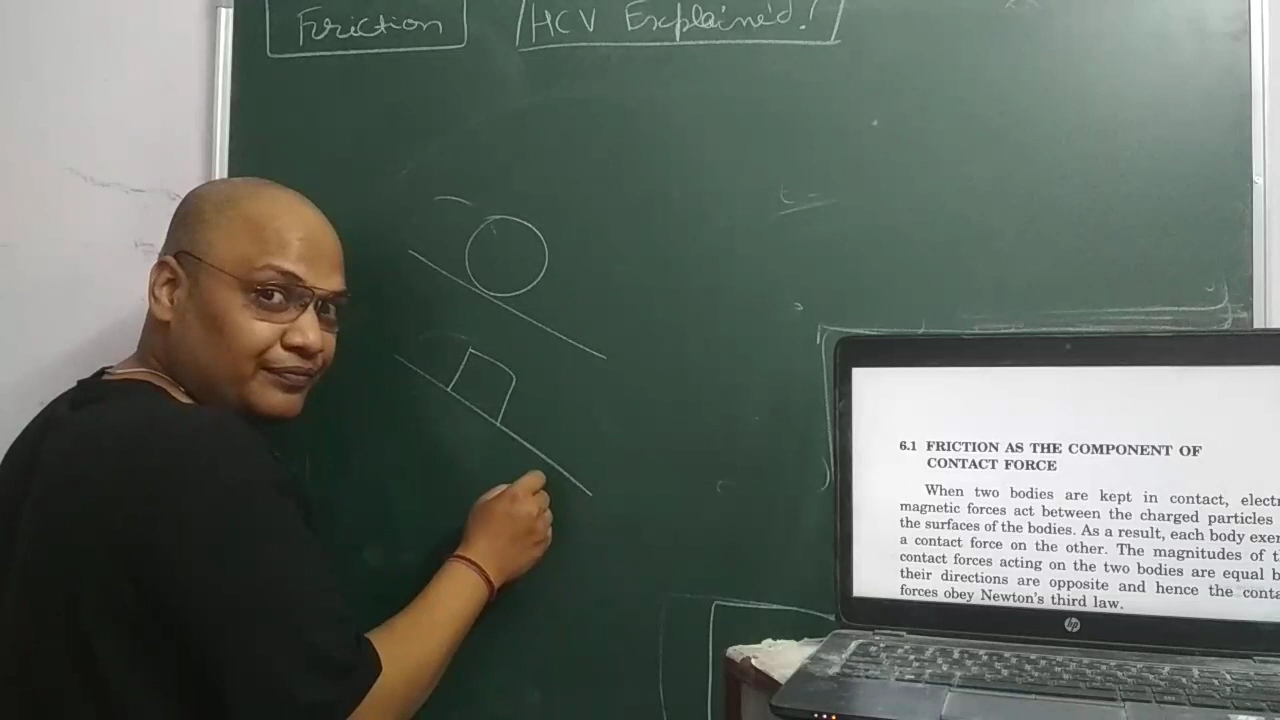 Friction
HCV Explained!
6.1 FRICTION AS THE COMPONENT OF
CONTACT FORCE
When two bodies are kept in contact, electr
magnetic forces act between the charged particles
the surfaces of the bodies. As a result, each body exer
a contact force on the other. The magnitudes of t
contact forces acting on the two bodies are equal b
their directions are opposite and hence the conta
forces obey Newton's third law.
hp